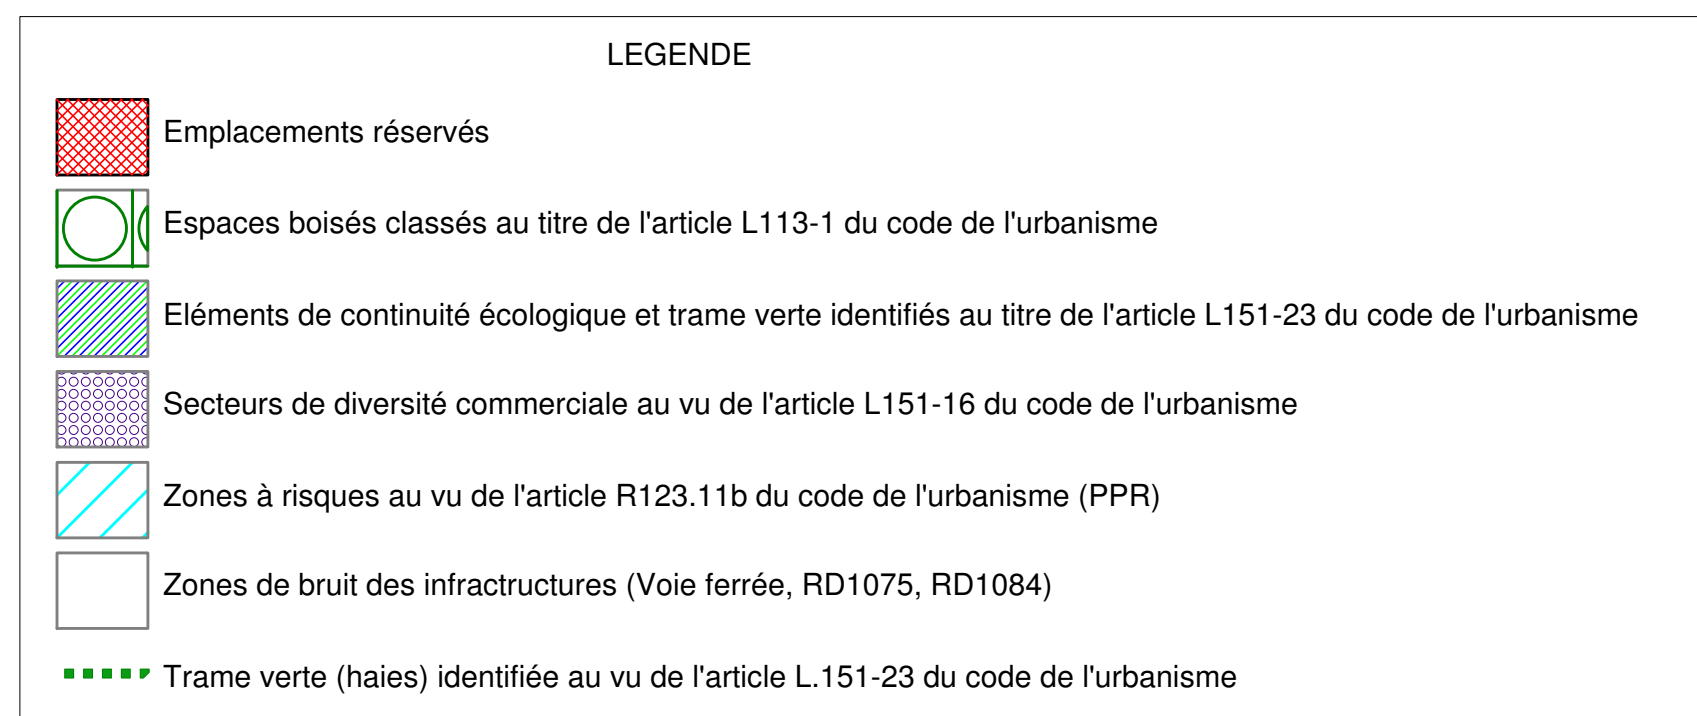 LEGENDE
Emplacements réservés
Espaces boisés classés au titre de l'article L113-1 du code de l'urbanisme
Eléments de continuité écologique et trame verte identifiés au titre de l'article L151-23 du code de l'urbanisme
Secteurs de diversité commerciale au vu de l'article L151-16 du code de l'urbanisme
Zones à risques au vu de l'article R123.11b du code de l'urbanisme (PPR)
Zones de bruit des infractructures (Voie ferrée, RD1075, RD1084)
Trame verte (haies) identifiée au vu de l'article L.151-23 du code de l'urbanisme